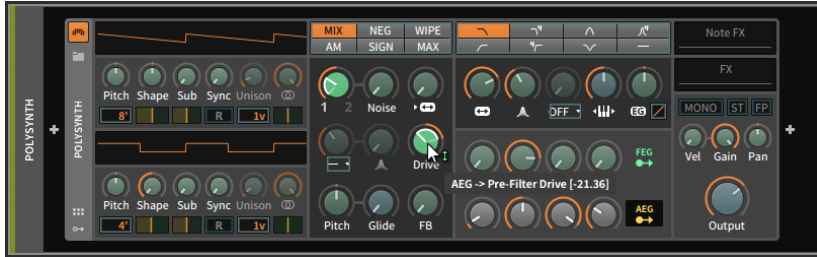 POLYSYNTH
POLYSYNTH
Pitch Shape Sub Sync Unison
8' R 1v
Pitch Shape Sub Sync Unison
4' R 1v
MIX NEG WIPE
AM SIGN MAX
1 2 Noise
Drive
Pitch Glide FB
OFF EG
FEG
AEG -> Pre-Filter Drive [-21.36]
AEG
Note FX
FX
MONO ST FP
Vel Gain Pan
Output